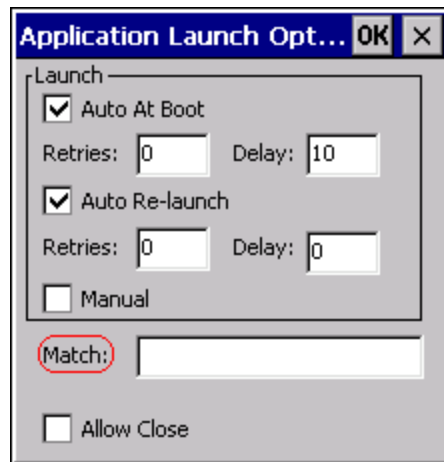 Application Launch Opt... OK ×
Launch
Auto At Boot
Retries: 0 Delay: 10
Auto Re-launch
Retries: 0 Delay: 0
Manual
Match:
Allow Close